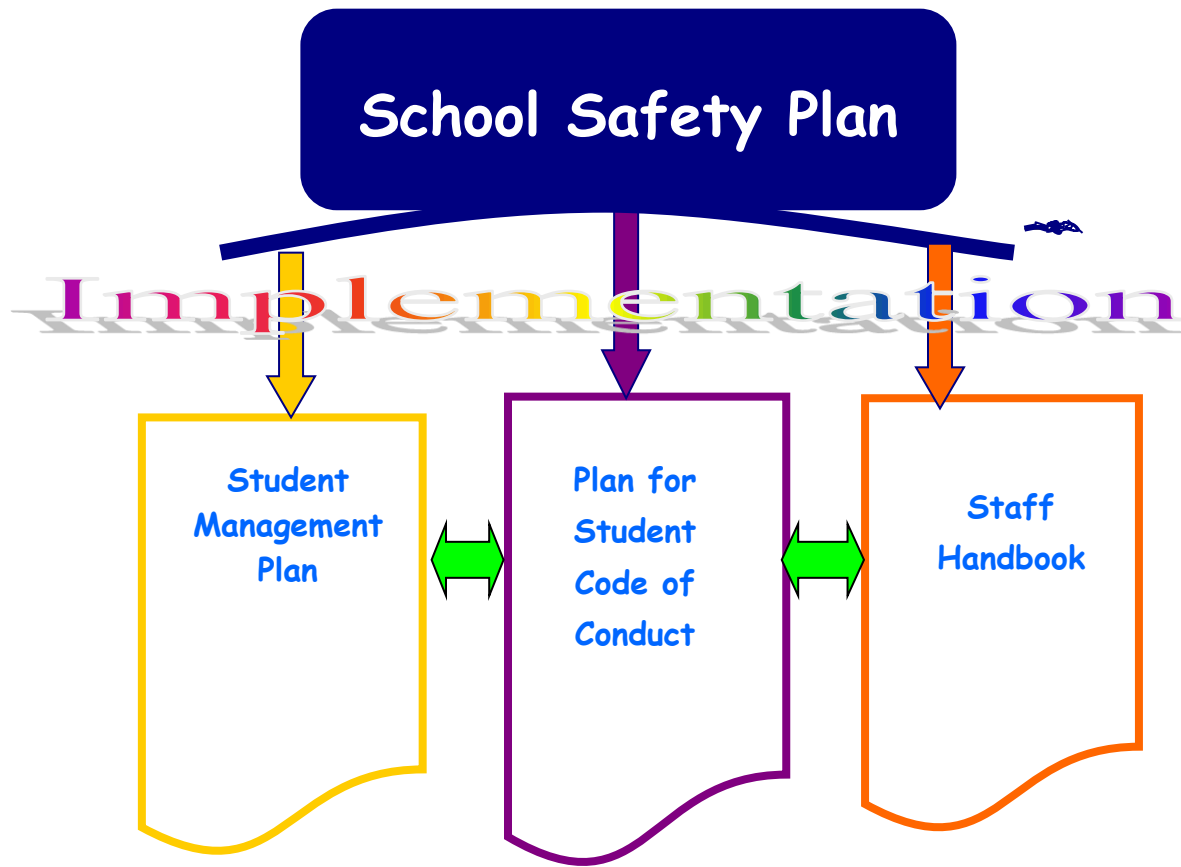 School Safety Plan
Implementation
Student
Management
Plan
Plan for
Student
Code of
Conduct
Staff
Handbook